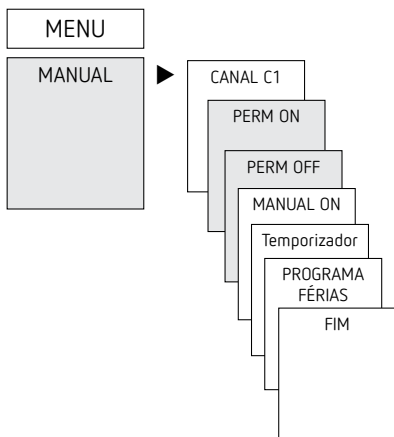 MENU
MANUAL
CANAL C1
PERM ON
PERM OFF
MANUAL ON
Temporizador
PROGRAMA
FÉRIAS
FIM